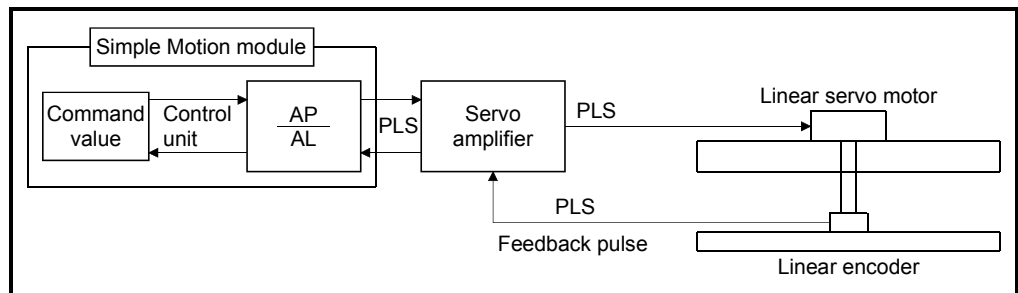 Simple Motion module
Command
value
Control
unit
AP
AL
PLS
Servo
amplifier
PLS
Linear servo motor
PLS
Feedback pulse
Linear encoder